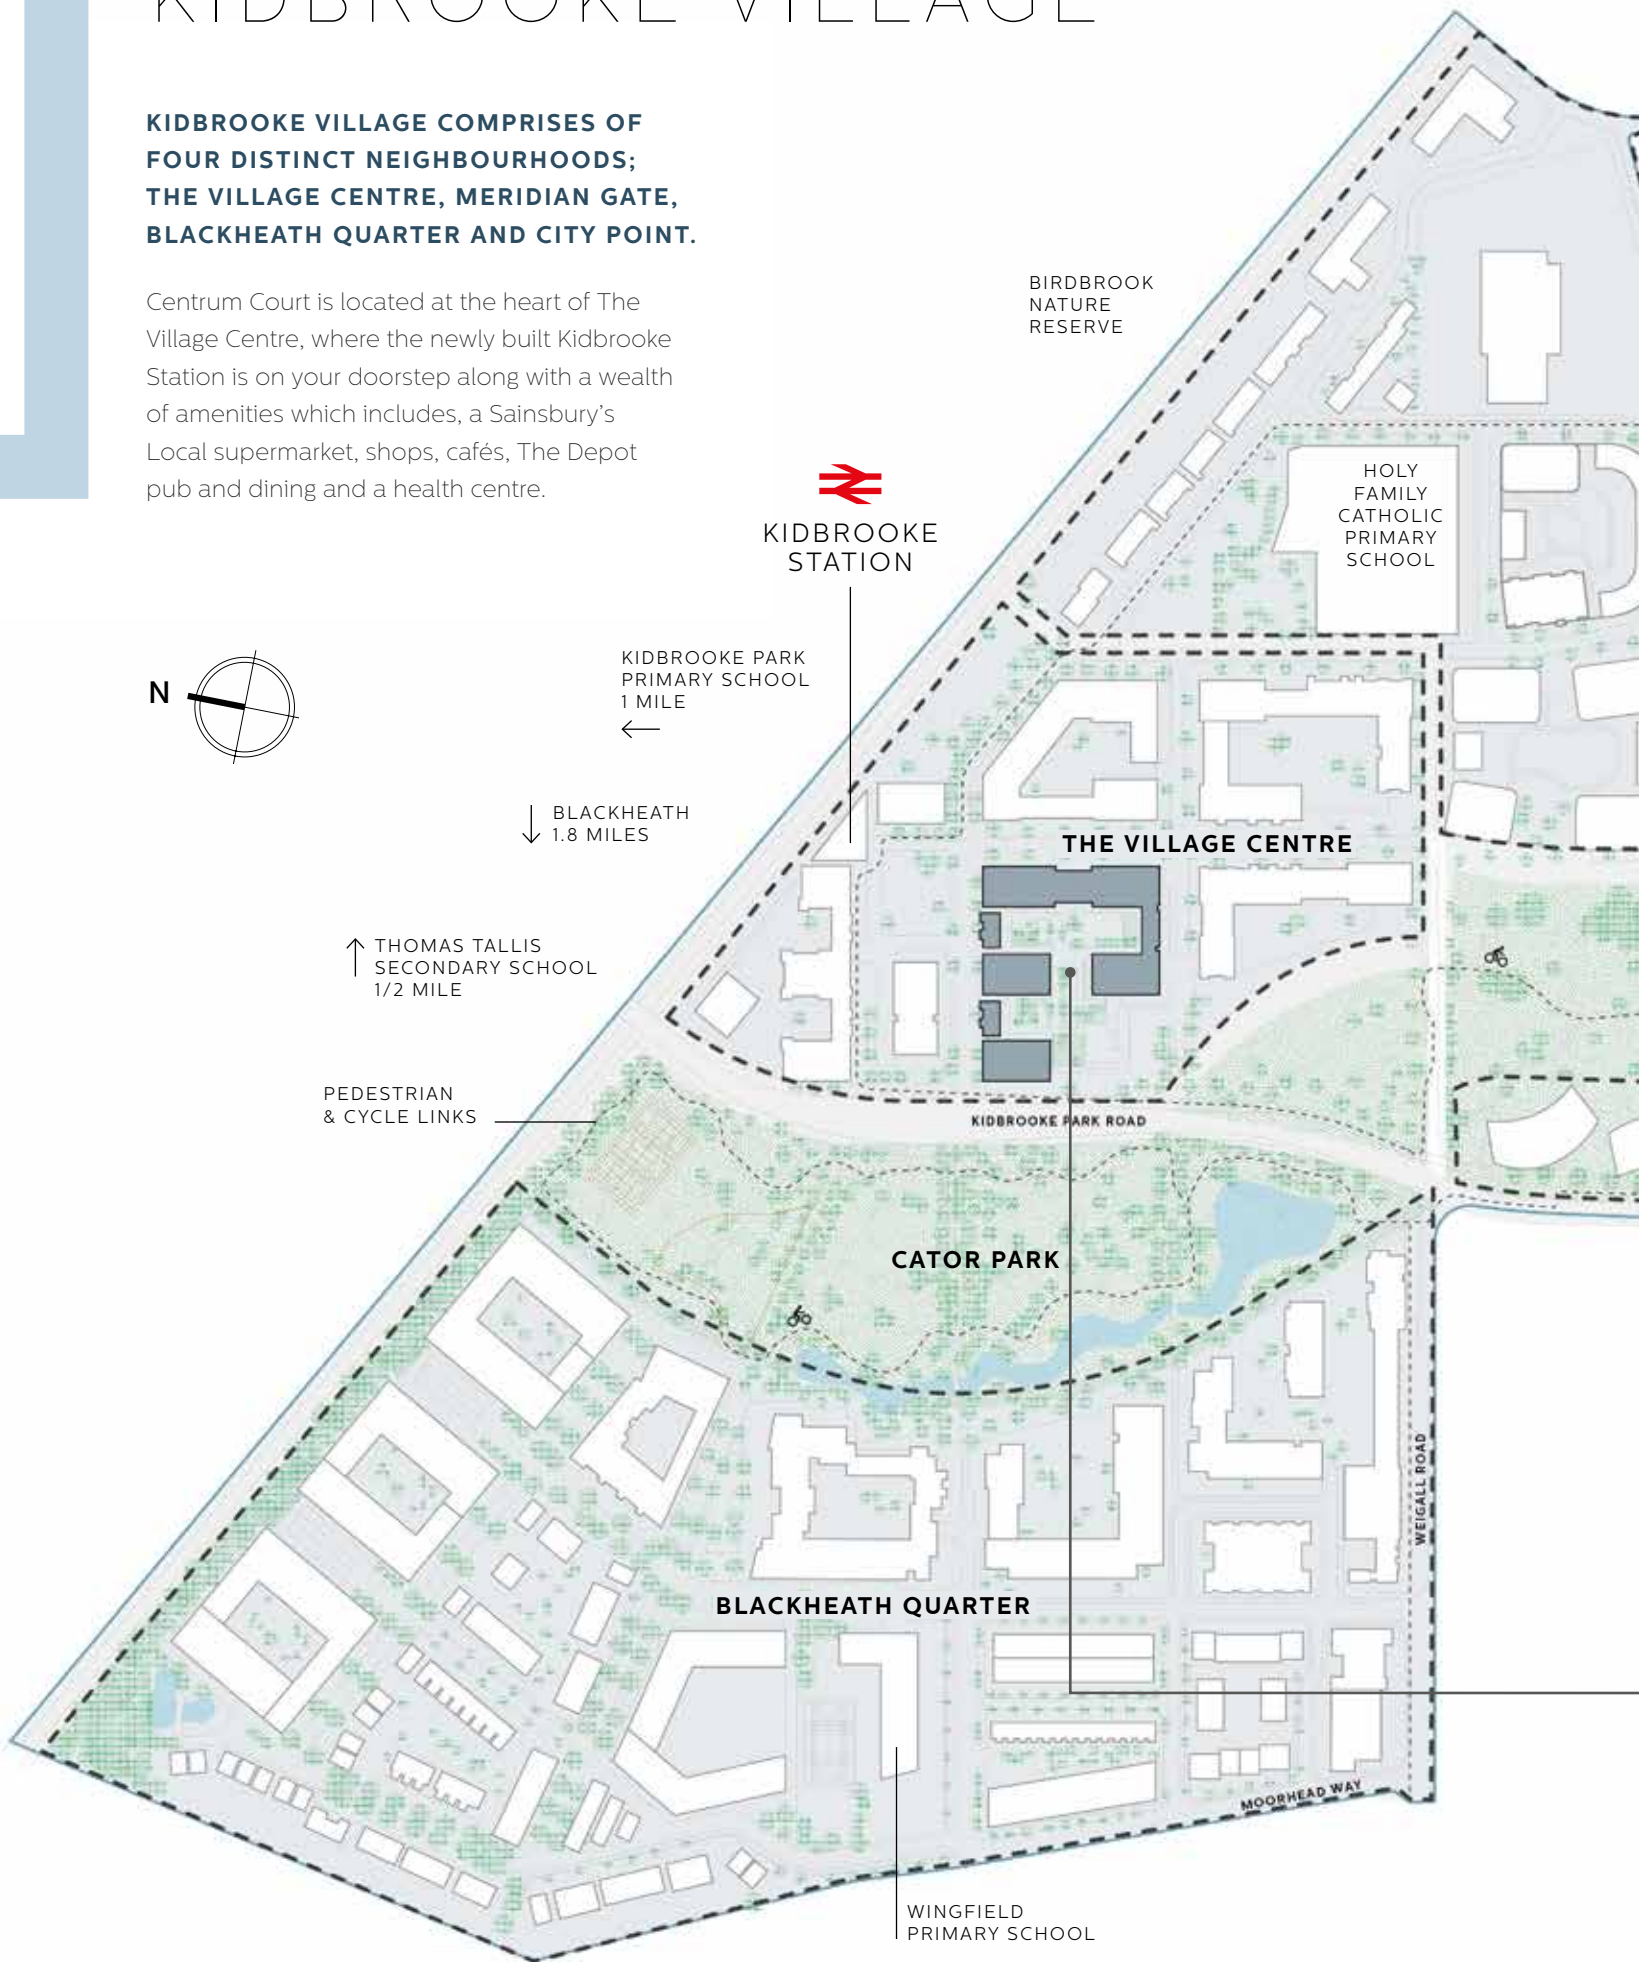 KIDBROOKE VILLAGE
KIDBROOKE VILLAGE COMPRISES OF
FOUR DISTINCT NEIGHBOURHOODS;
THE VILLAGE CENTRE, MERIDIAN GATE,
BLACKHEATH QUARTER AND CITY POINT.
Centrum Court is located at the heart of The
Village Centre, where the newly built Kidbrooke
Station is on your doorstep along with a wealth
of amenities which includes, a Sainsbury’s
Local supermarket, shops, cafés, The Depot
pub and dining and a health centre.
BIRDBROOK
NATURE
RESERVE
HOLY
FAMILY
CATHOLIC
PRIMARY
SCHOOL
KIDBROOKE
STATION
N
KIDBROOKE PARK
PRIMARY SCHOOL
1 MILE
←
↓ BLACKHEATH
1.8 MILES
THE VILLAGE CENTRE
↑ THOMAS TALLIS
SECONDARY SCHOOL
1/2 MILE
PEDESTRIAN
& CYCLE LINKS
KIDBROOKE PARK ROAD
CATOR PARK
WEIGALL ROAD
BLACKHEATH QUARTER
MOORHEAD WAY
WINGFIELD
PRIMARY SCHOOL